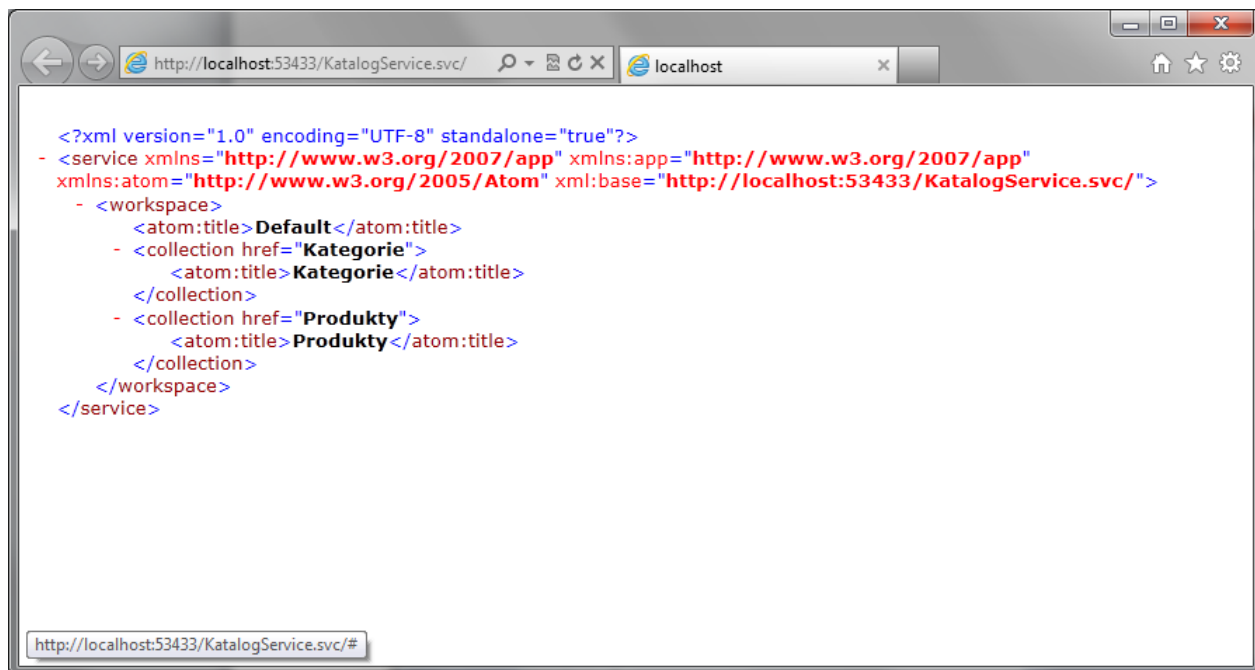 http://localhost:53433/KatalogService.svc/
localhost
<?xml version="1.0" encoding="UTF-8" standalone="true"?>
- <service xmlns="http://www.w3.org/2007/app" xmlns:app="http://www.w3.org/2007/app"
xmlns:atom="http://www.w3.org/2005/Atom" xml:base="http://localhost:53433/KatalogService.svc/">
- <workspace>
<atom:title>Default</atom:title>
- <collection href="Kategorie">
<atom:title>Kategorie</atom:title>
</collection>
- <collection href="Produkty">
<atom:title>Produkty</atom:title>
</collection>
</workspace>
</service>
http://localhost:53433/KatalogService.svc/#